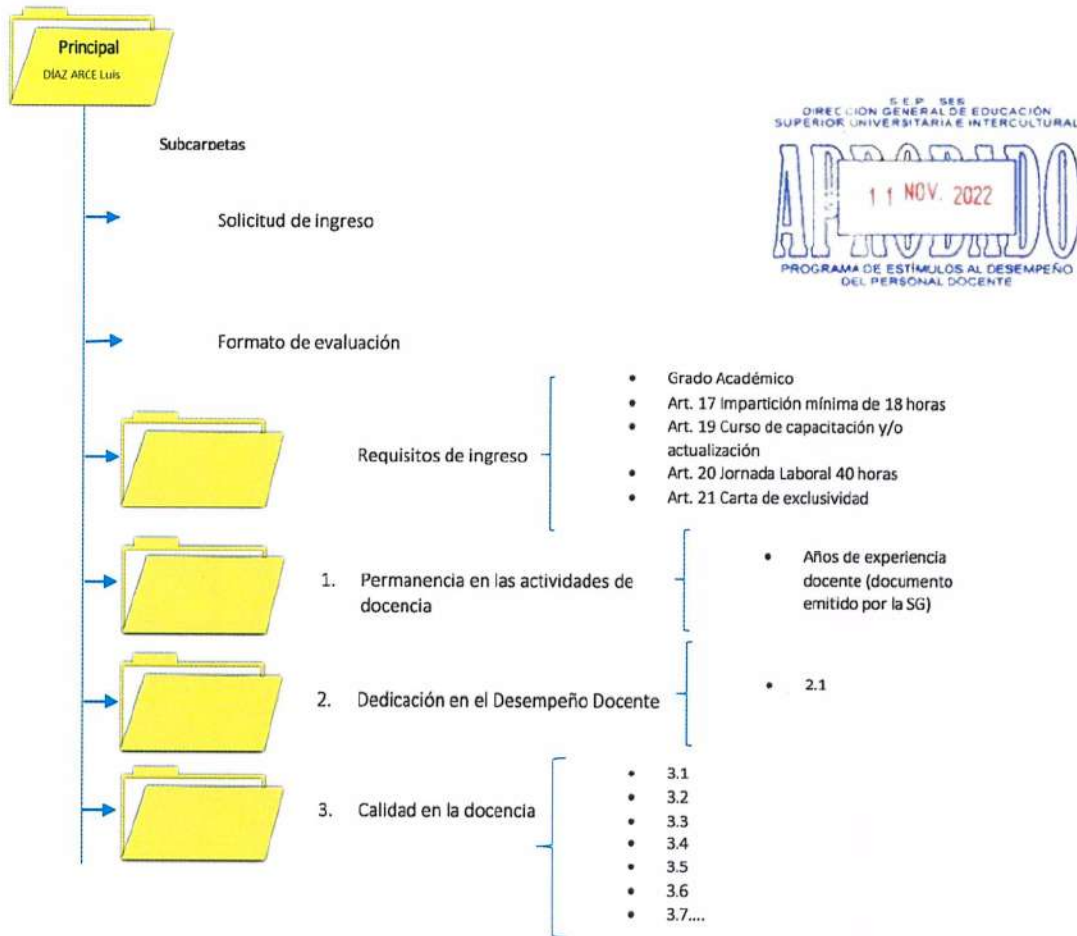 Principal
DÍAZ ARCE Luis
Subcarpetas
S.E.P. SES
DIRECCIÓN GENERAL DE EDUCACIÓN
SUPERIOR UNIVERSITARIA E INTERCULTURAL
APROBADO
11 NOV. 2022
PROGRAMA DE ESTÍMULOS AL DESEMPEÑO
DEL PERSONAL DOCENTE
Solicitud de ingreso
Formato de evaluación
Requisitos de ingreso
• Grado Académico
• Art. 17 Impartición mínima de 18 horas
• Art. 19 Curso de capacitación y/o
actualización
• Art. 20 Jornada Laboral 40 horas
• Art. 21 Carta de exclusividad
1. Permanencia en las actividades de
docencia
• Años de experiencia
docente (documento
emitido por la SG)
2. Dedicación en el Desempeño Docente
• 2.1
3. Calidad en la docencia
• 3.1
• 3.2
• 3.3
• 3.4
• 3.5
• 3.6
• 3.7....